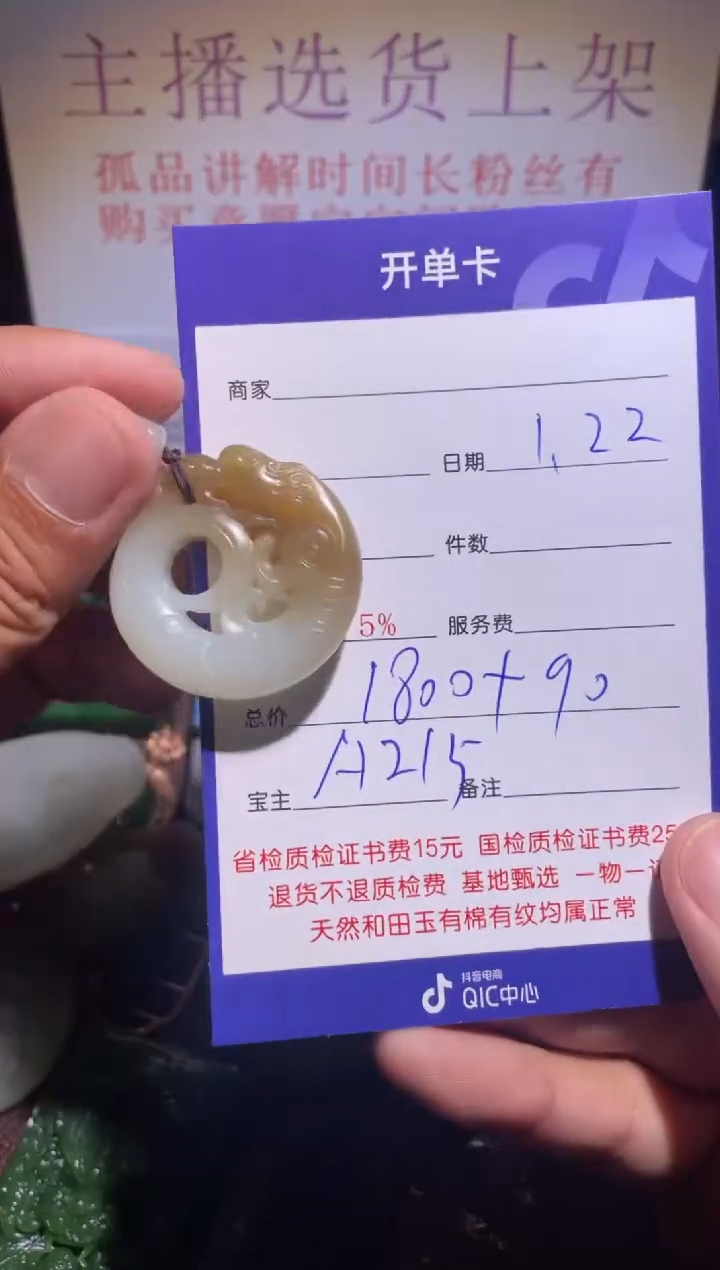 主播选货上架
孤品讲解时间长粉丝有
购买意愿
开单卡
商家
日期 1.22
件数
5% 服务费
总价 1800+90
宝主 A215 备注
省检质检证书费15元 国检质检证书费25
退货不退质检费 基地甄选 一物一
天然和田玉有棉有纹均属正常
抖音电商
QIC中心